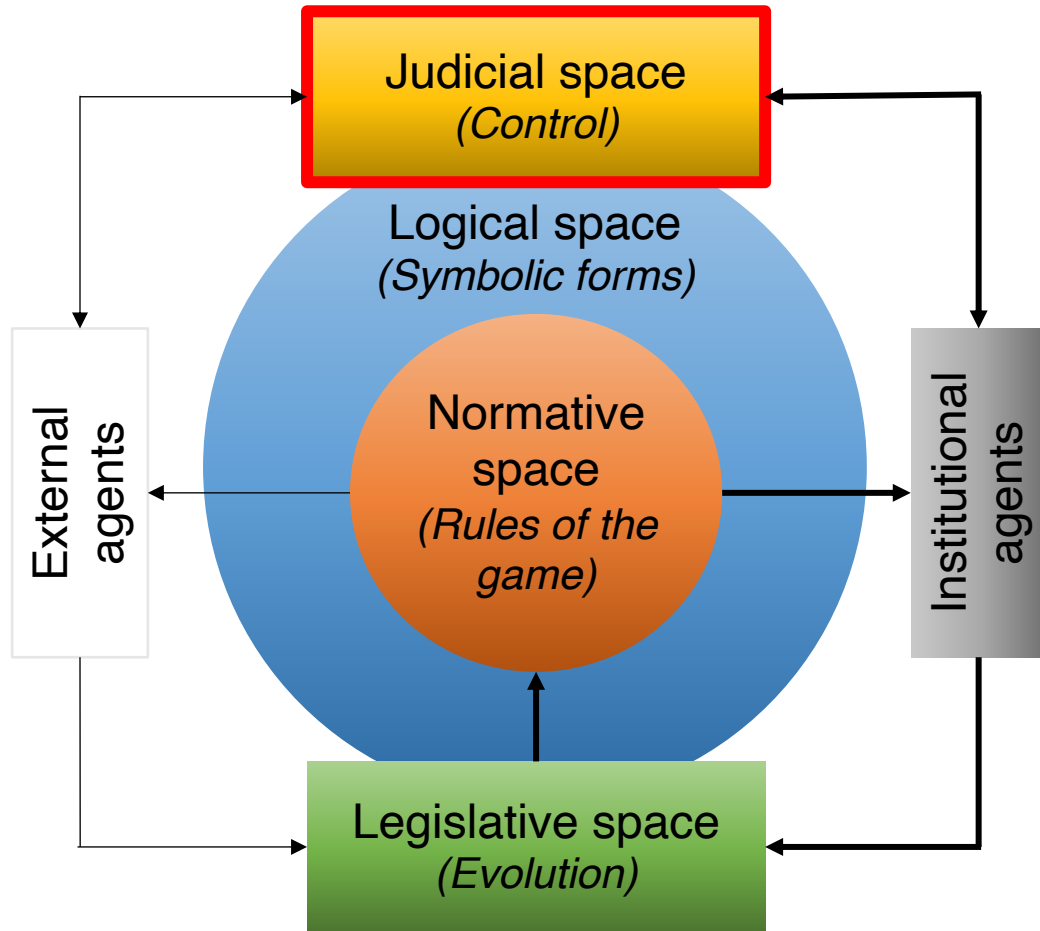 Judicial space
(Control)
Logical space
(Symbolic forms)
External
agents
Normative
space
(Rules of the
game)
Institutional
agents
Legislative space
(Evolution)